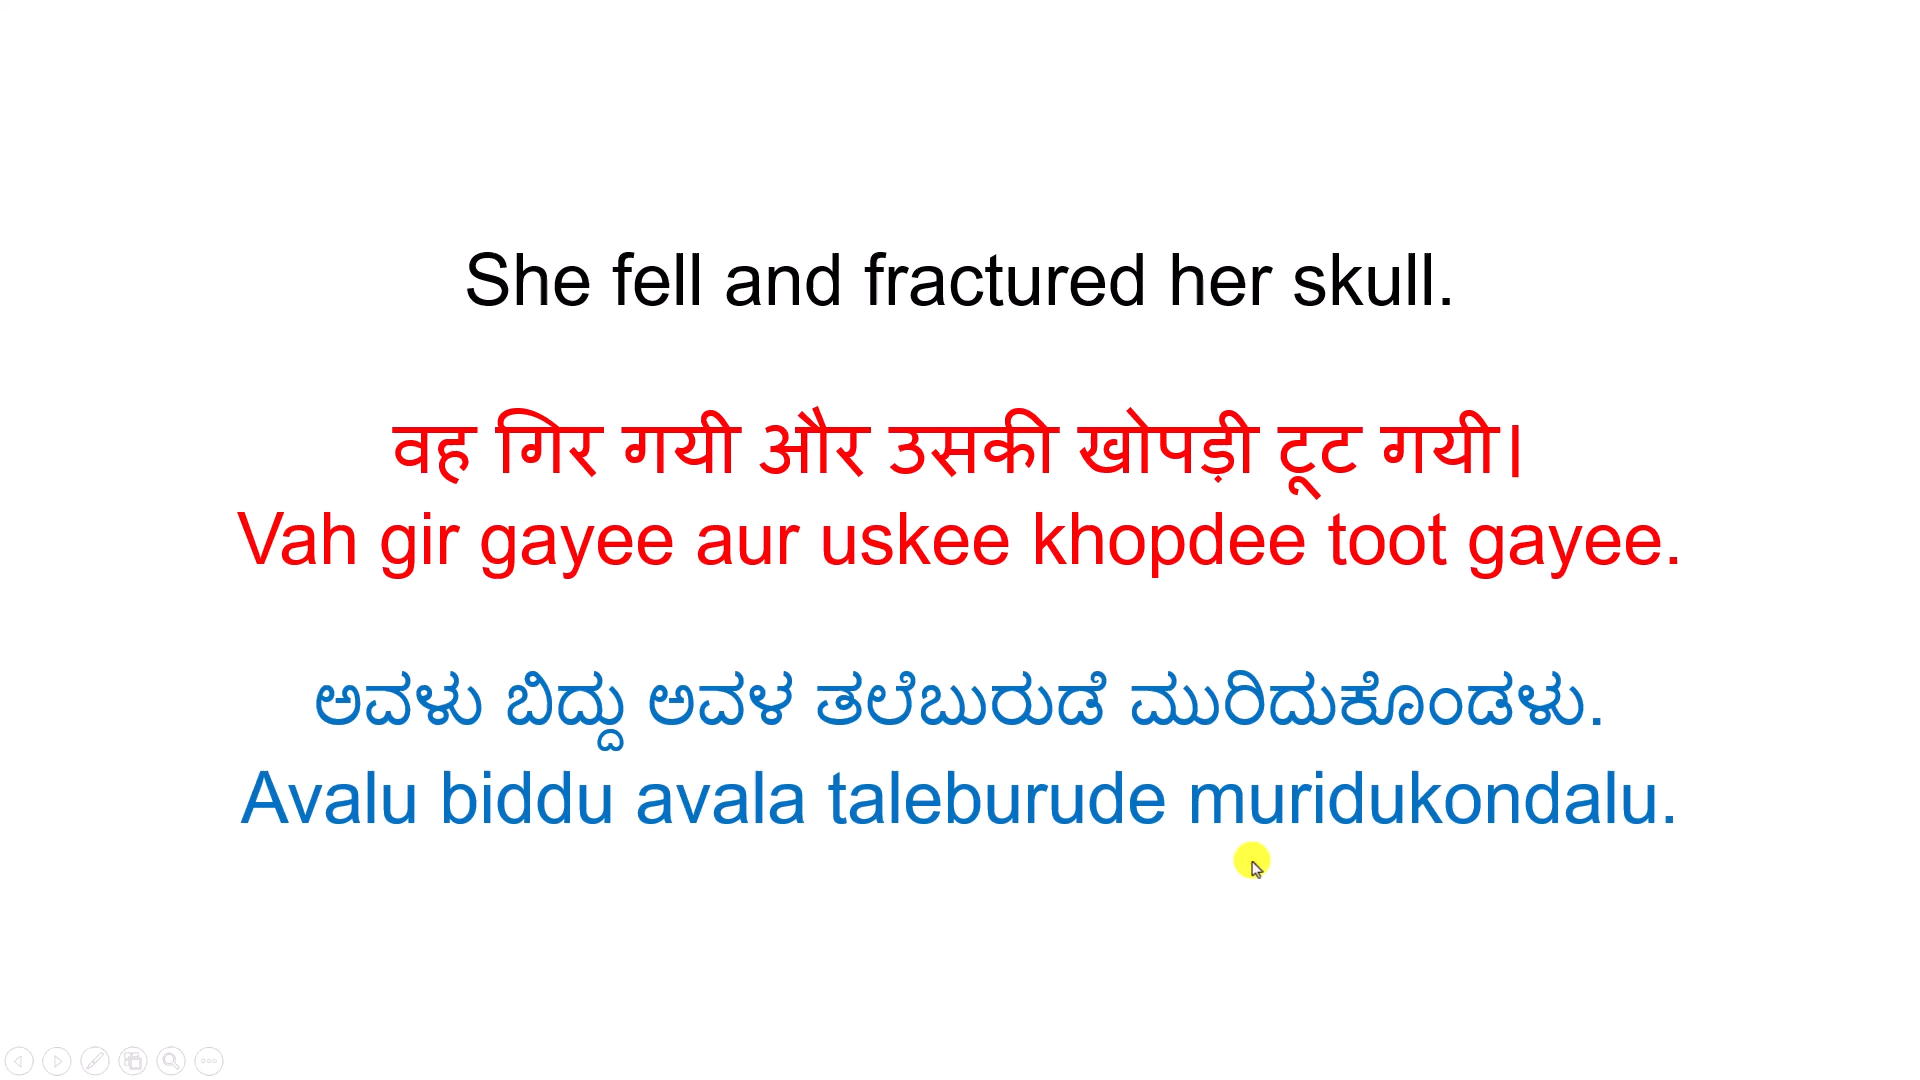 She fell and fractured her skull.
वह गिर गयी और उसकी खोपड़ी टूट गयी।
Vah gir gayee aur uskee khopdee toot gayee.
ಅವಳು ಬಿದ್ದು ಅವಳ ತಲೆಬುರುಡೆ ಮುರಿದುಕೊಂಡಳು.
Avalu biddu avala taleburude muridukondalu.